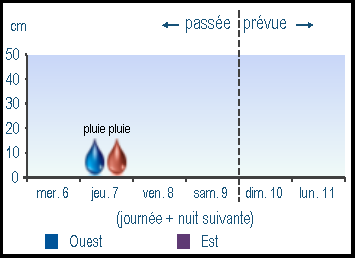 ← passée prévue →
cm
50
40
30
20
10
0
pluie pluie
mer. 6 jeu. 7 ven. 8 sam. 9 dim. 10 lun. 11
(journée + nuit suivante)
Ouest Est